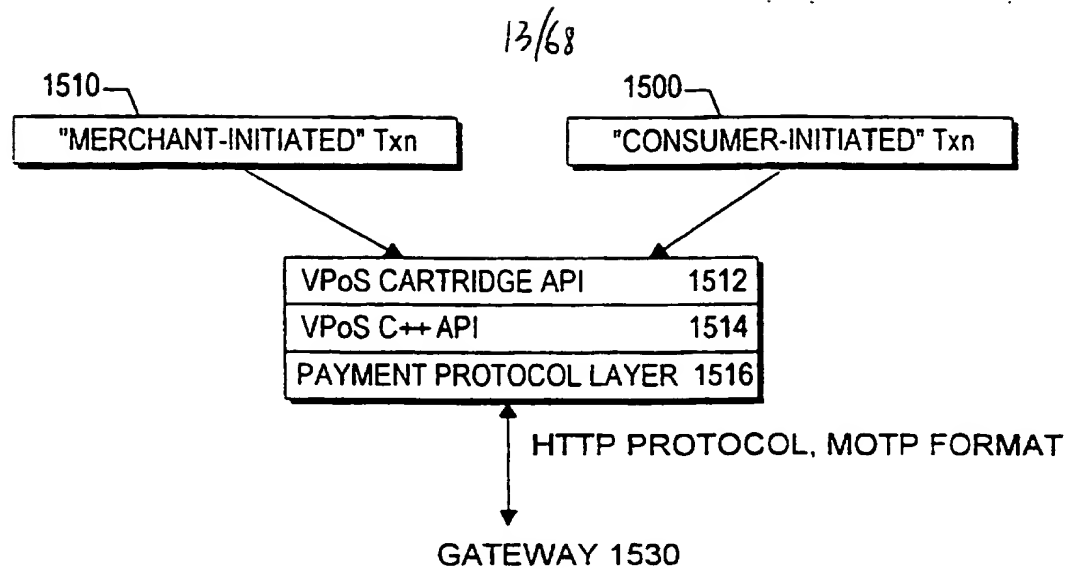 13/68
1510
1500
"MERCHANT-INITIATED" Txn
"CONSUMER-INITIATED" Txn
VPoS CARTRIDGE API 1512
VPoS C++ API 1514
PAYMENT PROTOCOL LAYER 1516
HTTP PROTOCOL, MOTP FORMAT
GATEWAY 1530